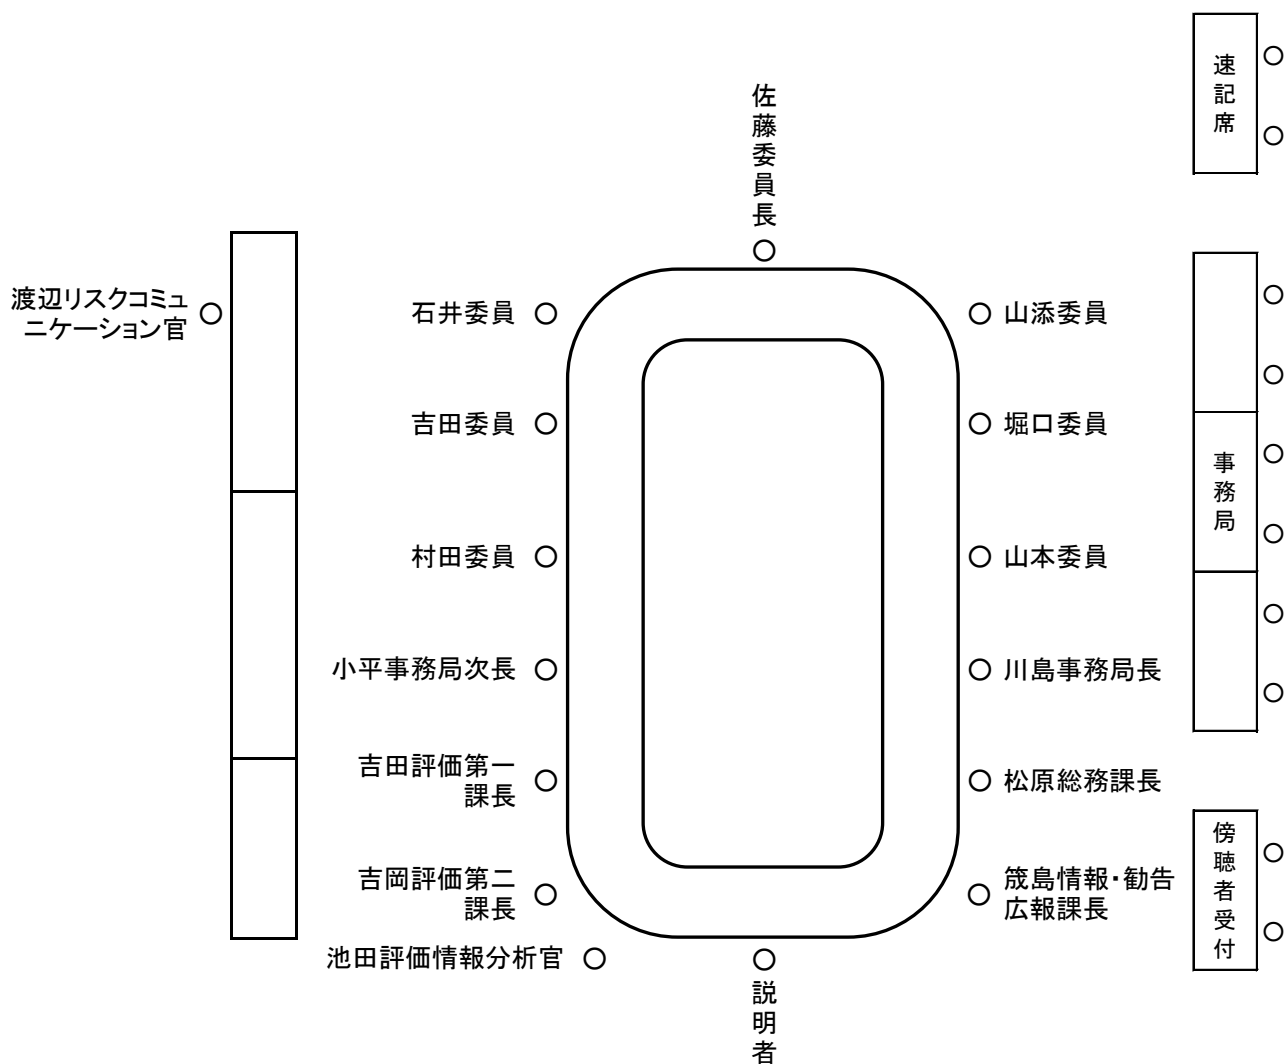 速記席
佐藤委員長
渡辺リスクコミュ
ニケーション官
石井委員
山添委員
吉田委員
堀口委員
事務局
村田委員
山本委員
小平事務局次長
川島事務局長
吉田評価第一
課長
松原総務課長
吉岡評価第二
課長
筬島情報・勧告
広報課長
傍聴者受付
池田評価情報分析官
説明者